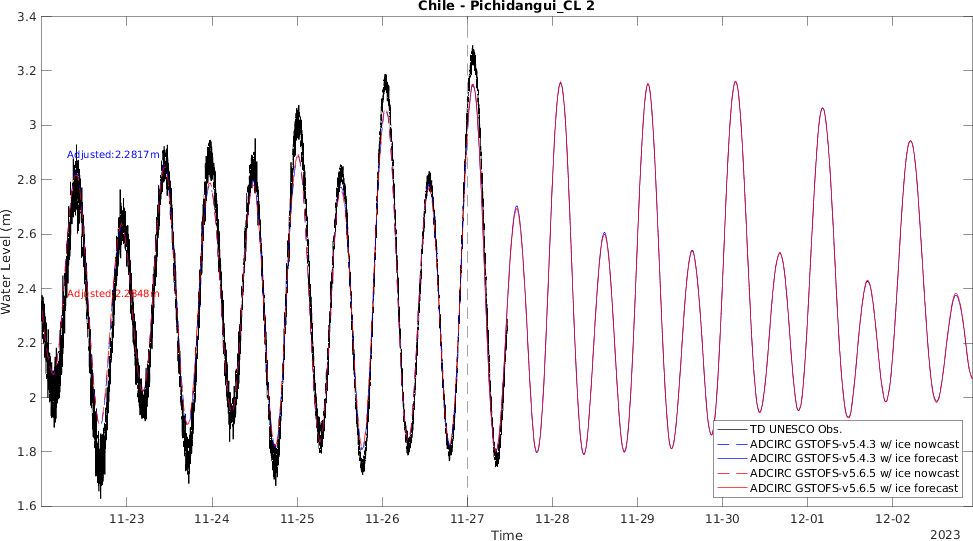 Chile - Pichidangui_CL 2
3.4
3.2
3
2.8
2.6
2.4
2.2
2
1.8
1.6
Water Level (m)
Adjusted:2.2817m
Adjusted:2.2848m
11-23
11-24
11-25
11-26
11-27
11-28
11-29
11-30
12-01
12-02
Time
2023
TD UNESCO Obs.
ADCIRC GSTOFS-v5.4.3 w/ ice nowcast
ADCIRC GSTOFS-v5.4.3 w/ ice forecast
ADCIRC GSTOFS-v5.6.5 w/ ice nowcast
ADCIRC GSTOFS-v5.6.5 w/ ice forecast